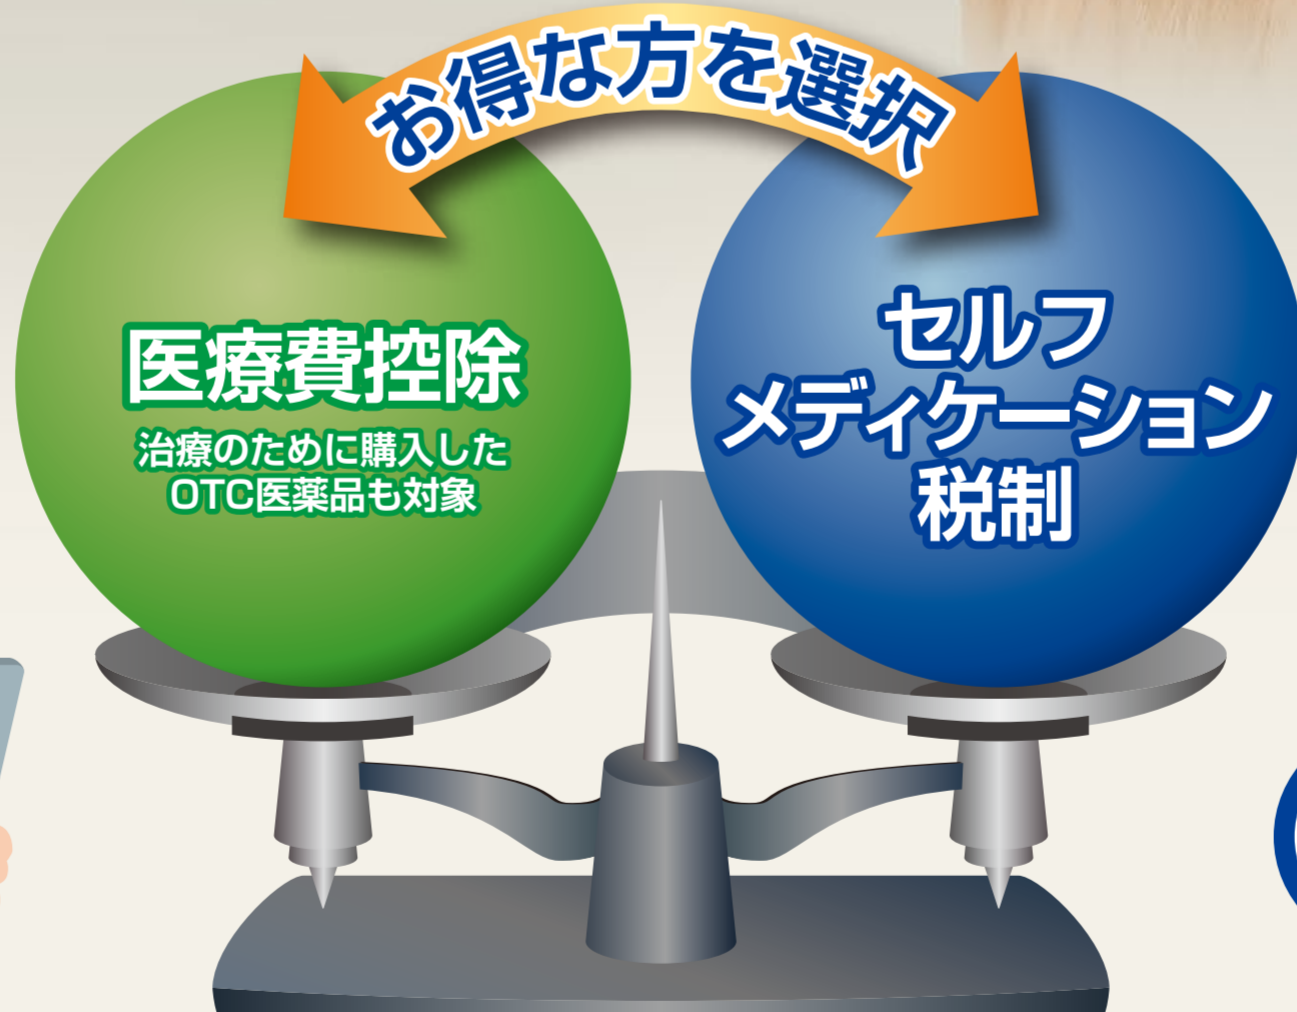 お得な方を選択
医療費控除
治療のために購入した
OTC医薬品も対象
セルフ
メディケーション
税制